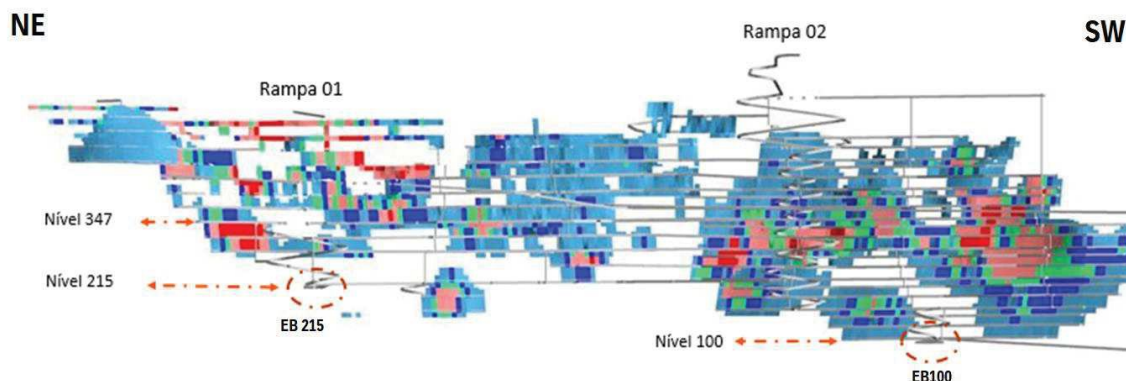 NE
SW
Rampa 02
Rampa 01
Nível 347
Nível 215
EB 215
Nível 100
EB100